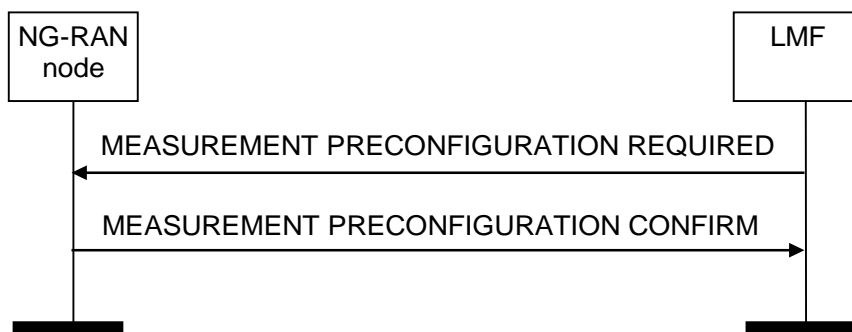 NG-RAN
node
LMF
MEASUREMENT PRECONFIGURATION REQUIRED
MEASUREMENT PRECONFIGURATION CONFIRM